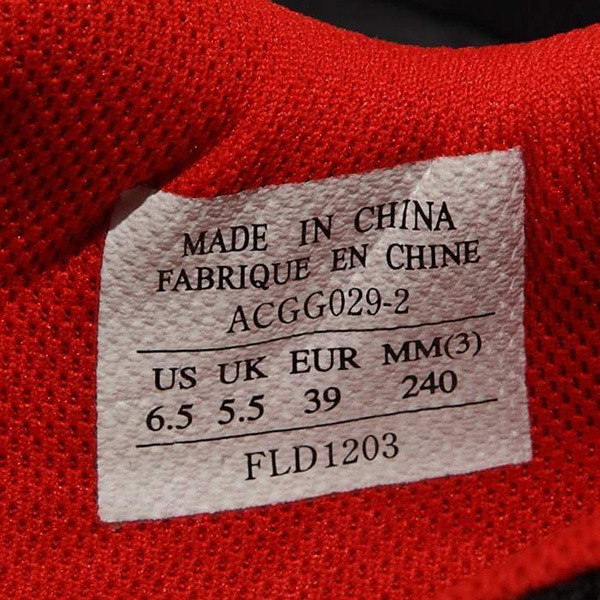 MADE IN CHINA
FABRIQUE EN CHINE
ACGG029-2
US UK EUR MM(3)
6.5 5.5 39 240
FLD1203